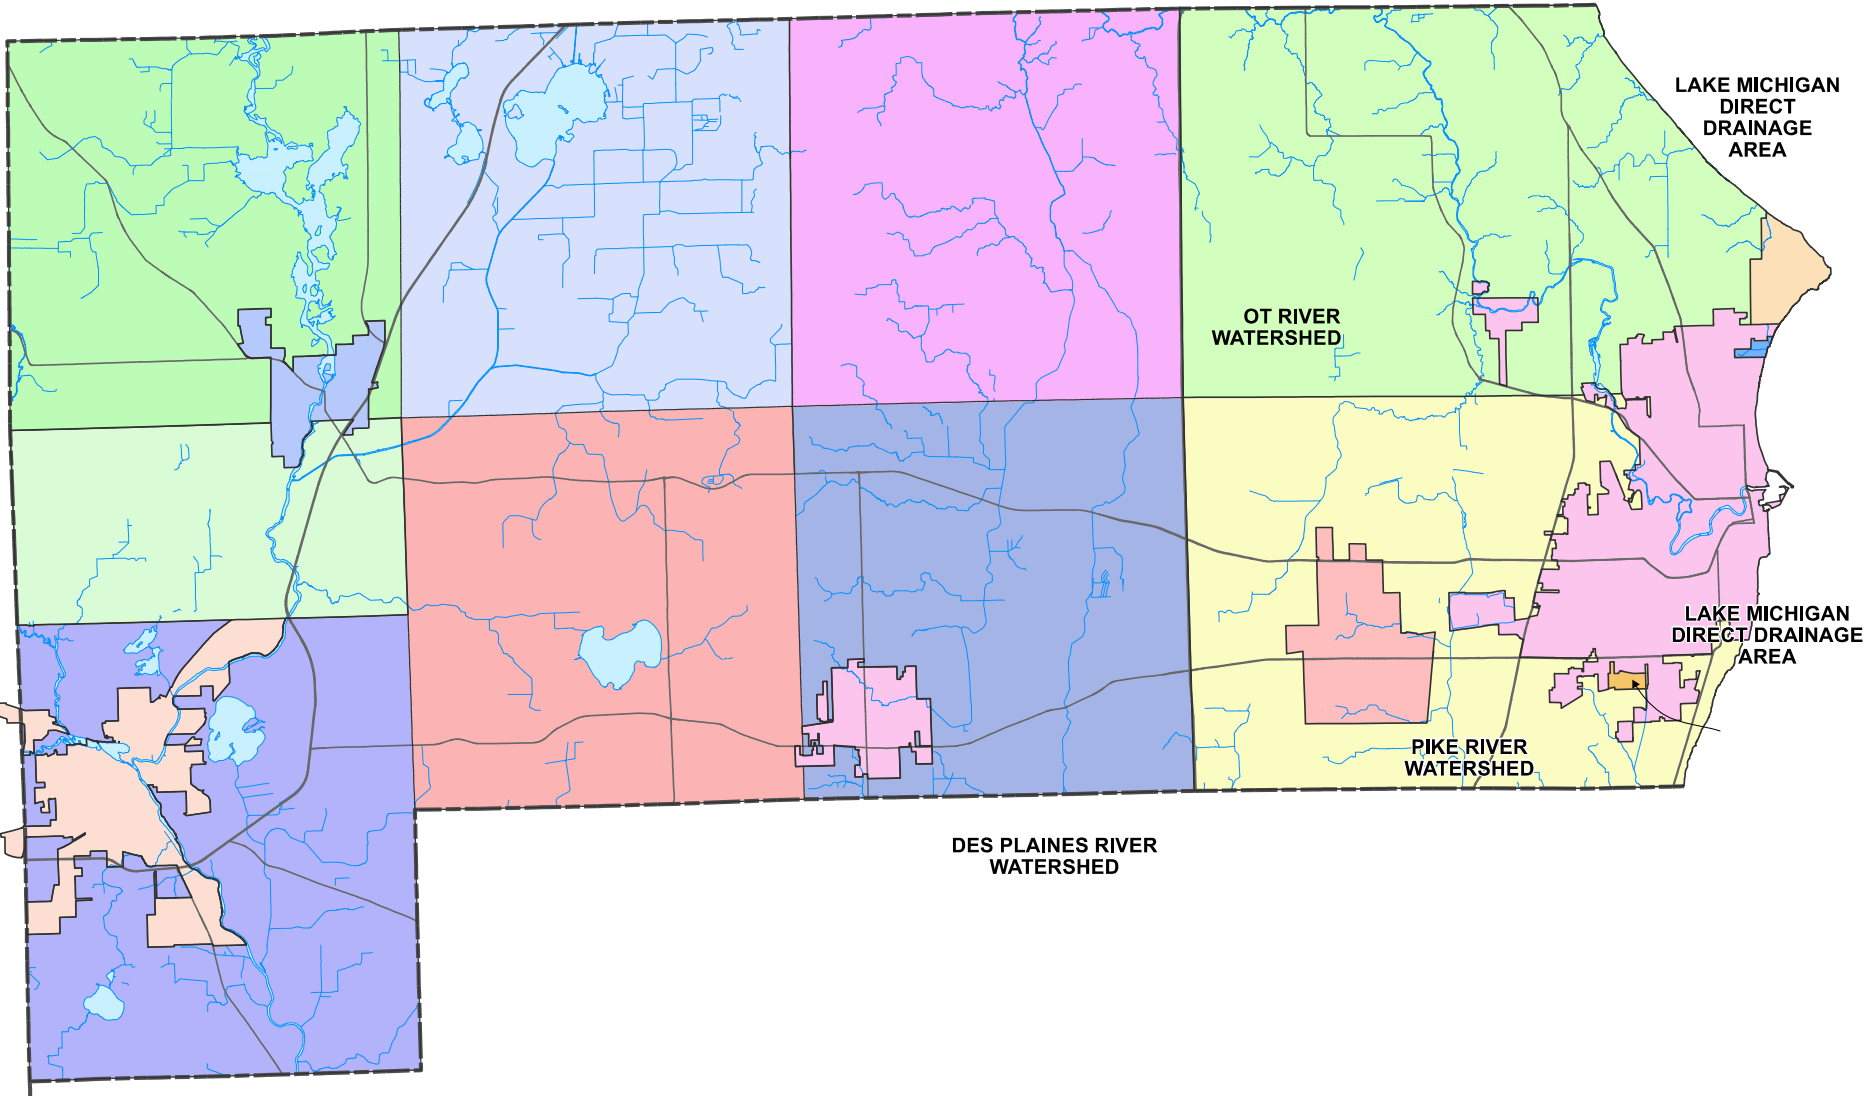 LAKE MICHIGAN
DIRECT
DRAINAGE
AREA
OT RIVER
WATERSHED
LAKE MICHIGAN
DIRECT DRAINAGE
AREA
PIKE RIVER
WATERSHED
DES PLAINES RIVER
WATERSHED